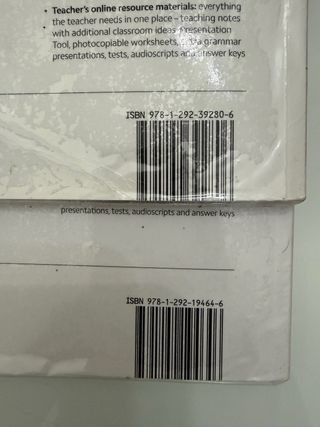 • Teacher's online resource materials: everything
the teacher needs in one place – teaching notes
with additional classroom ideas, Presentation
Tool, photocopiable worksheets, grammar
presentations, tests, audioscripts and answer keys
ISBN 978-1-292-39280-6
presentations, tests, audioscripts and answer keys
ISBN 978-1-292-19464-6